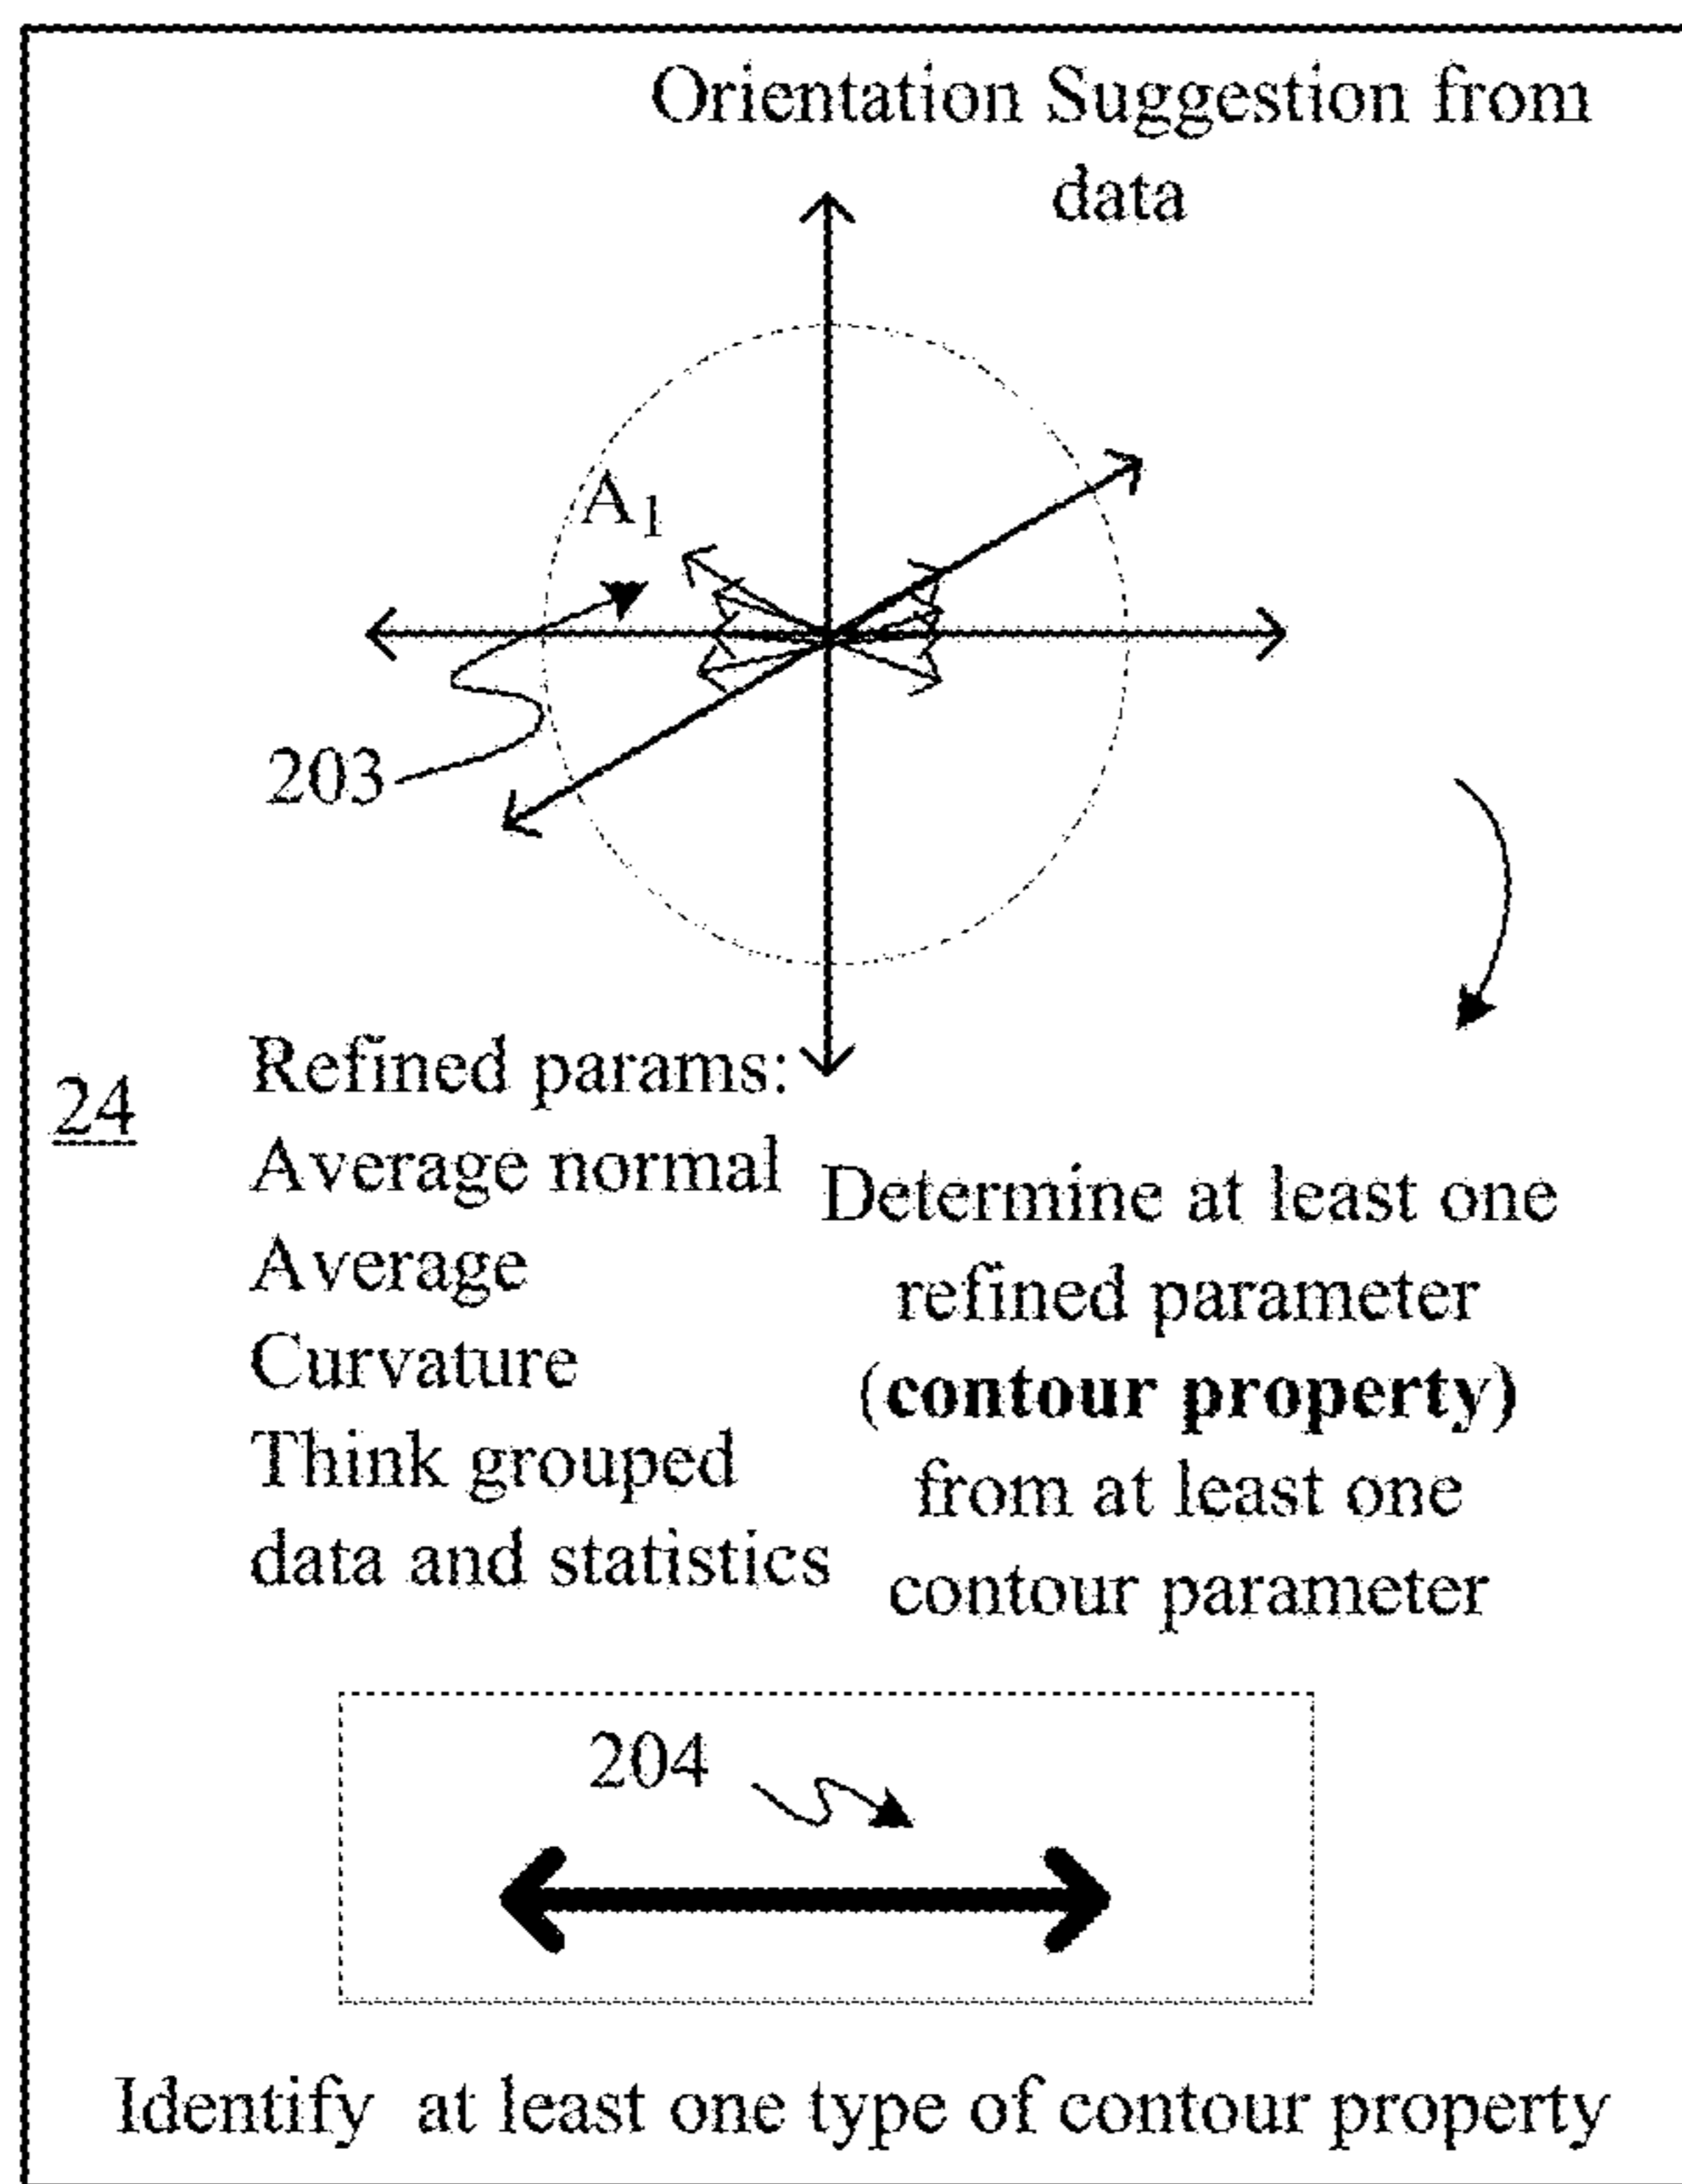 Orientation Suggestion from
data
A1
203
24
Refined params:
Average normal
Average
Curvature
Think grouped
data and statistics
Determine at least one
refined parameter
(contour property)
from at least one
contour parameter
204
Identify at least one type of contour property